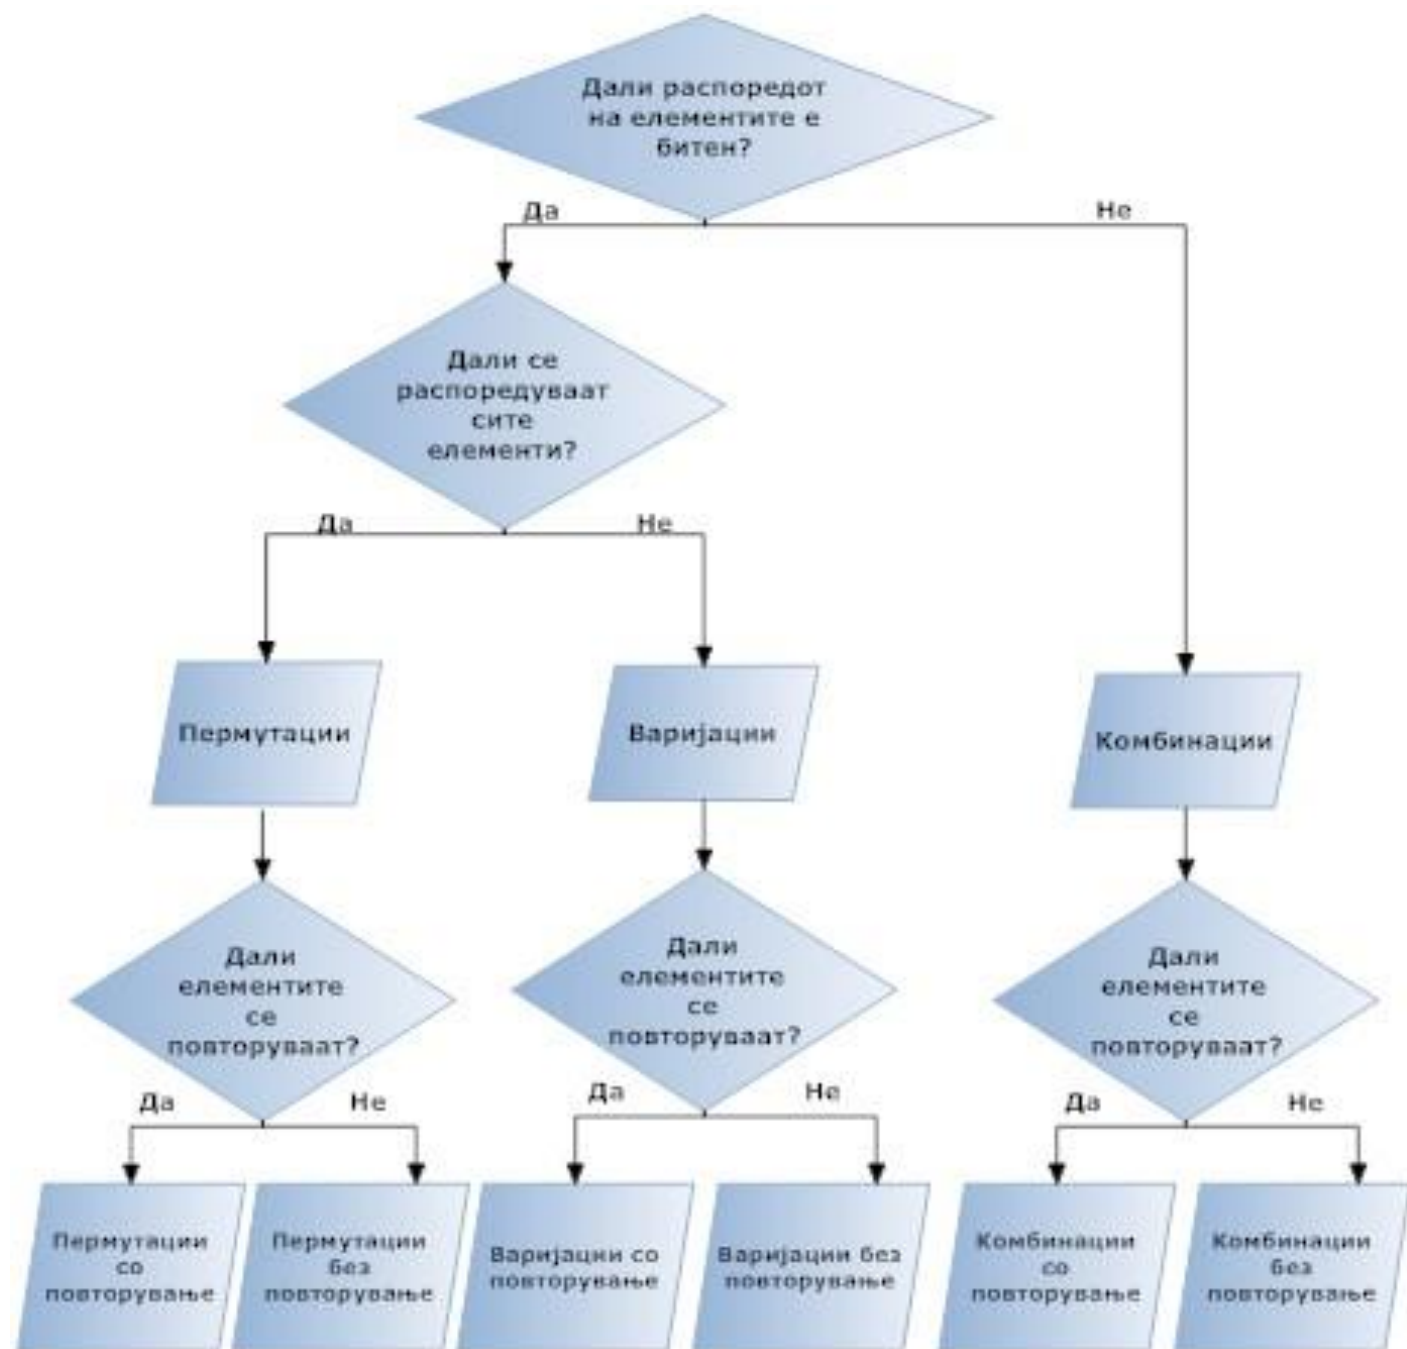 Дали распоредот
на елементите е
битен?
Да
Не
Дали се
распоредуваат
сите
елементи?
Да
Не
Пермутации
Варијации
Комбинации
Дали
елементите
се
повторуваат?
Дали
елементите
се
повторуваат?
Дали
елементите
се
повторуваат?
Да
Не
Да
Не
Да
Не
Пермутации
со
повторување
Пермутации
без
повторување
Варијации со
повторување
Варијации без
повторување
Комбинации
со
повторување
Комбинации
без
повторување